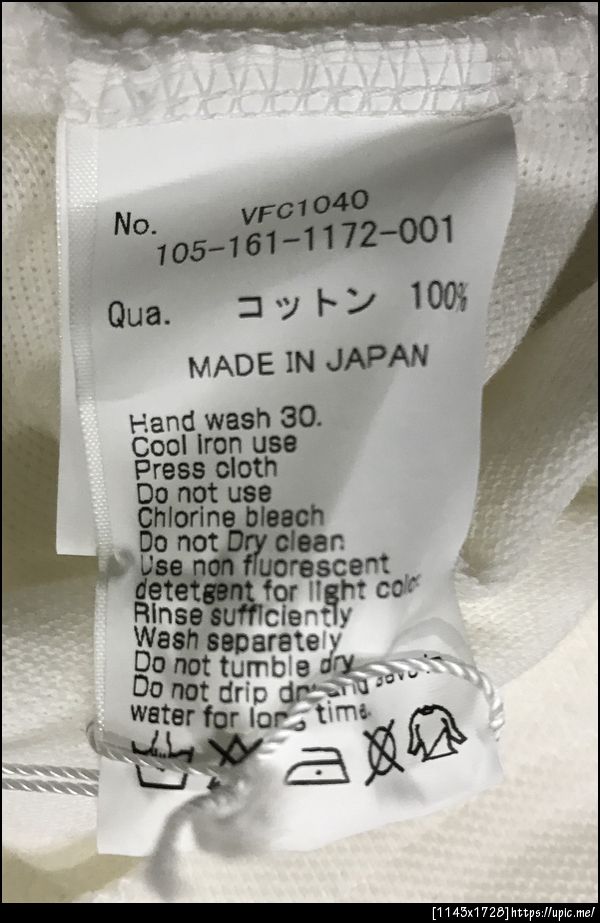 No. VFC1040
105-161-1172-001
Qua. コットン 100%
MADE IN JAPAN
Hand wash 30.
Cool iron use
Press cloth
Do not use
Chlorine bleach
Do not Dry clean
Use non fluorescent
detetgent for light color
Rinse sufficiently
Wash separately
Do not tumble dry
Do not drip dry and in
water for long time.
[1143x1728]https://upic.me/